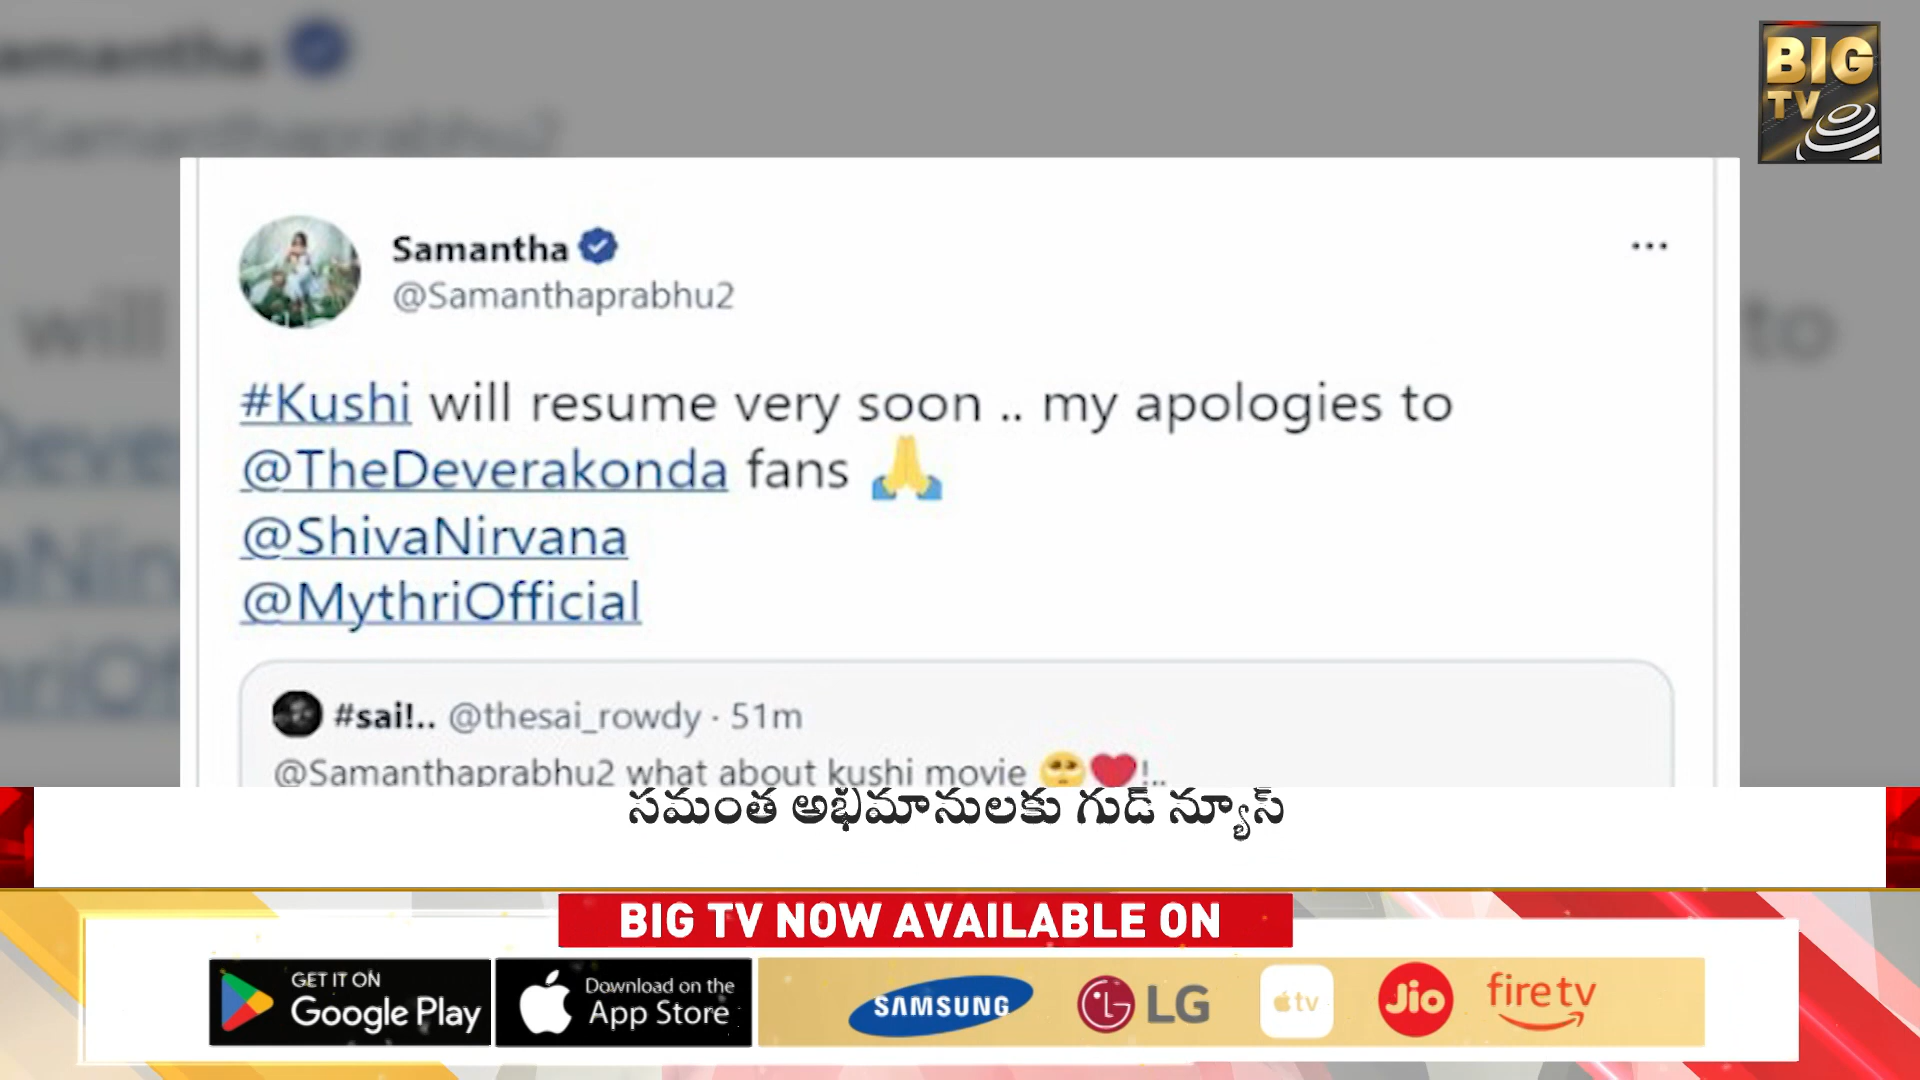 BIG
TV
Samantha
@Samanthaprabhu2
#Kushi will resume very soon .. my apologies to
@TheDeverakonda fans 🙏
@ShivaNirvana
@MythriOfficial
#sai!.. @thesai_rowdy · 51m
@Samanthaprabhu2 what about kushi movie 🥺❤️!..
సమంత అభిమానులకు గుడ్ న్యూస్
BIG TV NOW AVAILABLE ON
GET IT ON
Google Play
Download on the
App Store
SAMSUNG
LG
tv
Jio
fire tv